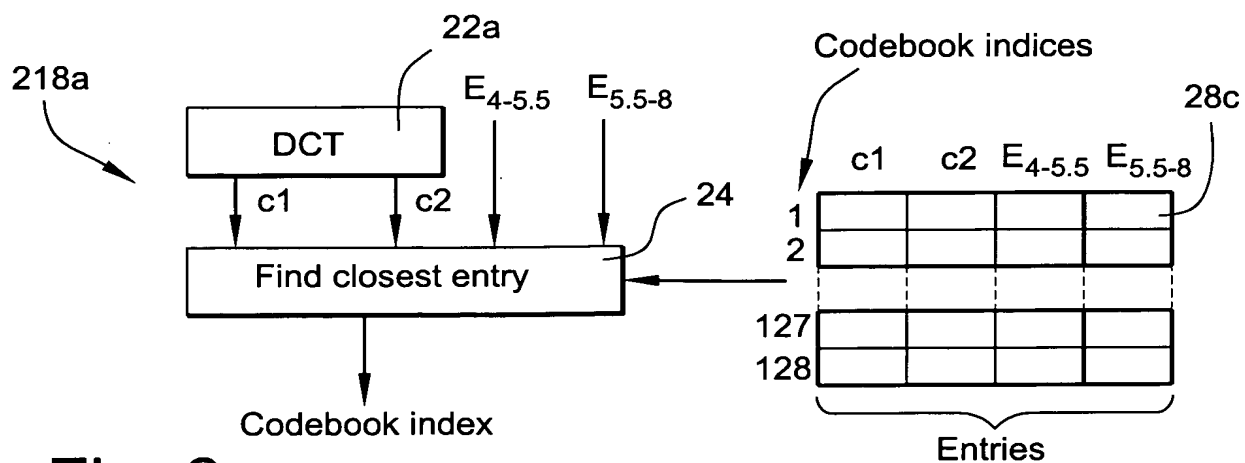 22a
Codebook indices
218a
E4-5.5
E5.5-8
28c
DCT
c1
c2
E4-5.5
E5.5-8
c1
c2
24
1
2
Find closest entry
127
128
Codebook index
Entries